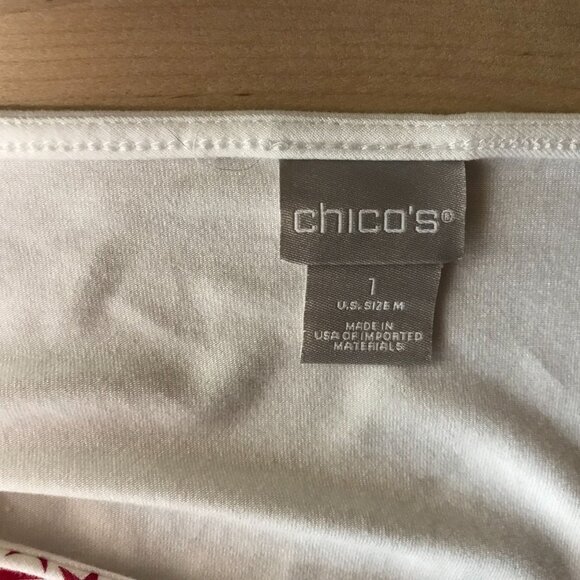 chico's®
1
U.S. SIZE M
MADE IN
USA OF IMPORTED
MATERIALS